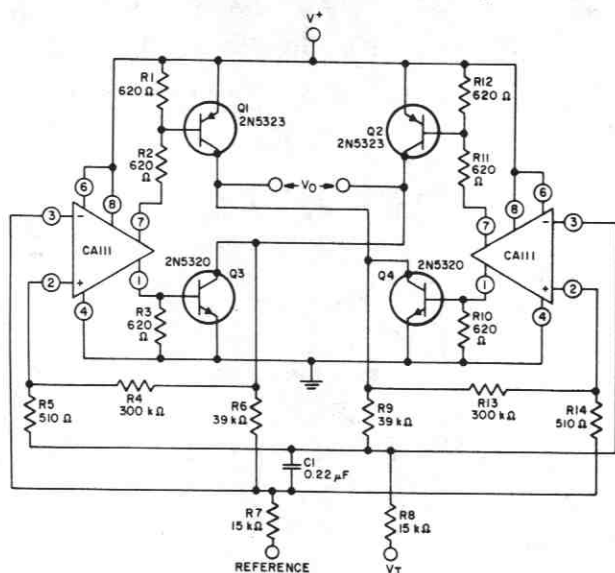 V+
R1
620 Ω
Q1
2N5323
R12
620 Ω
Q2
2N5323
R2
620
Ω
R11
620
Ω
VO
6
8
7
3
-
CA111
2
+
1
4
6
8
7
3
-
CA111
2
+
1
4
2N5320
Q3
2N5320
Q4
R3
620
Ω
R10
620
Ω
R5
510 Ω
R4
300 kΩ
R6
39 kΩ
R9
39 kΩ
R13
300 kΩ
R14
510 Ω
C1
0.22 μF
R7
15 kΩ
R8
15 kΩ
REFERENCE
VT